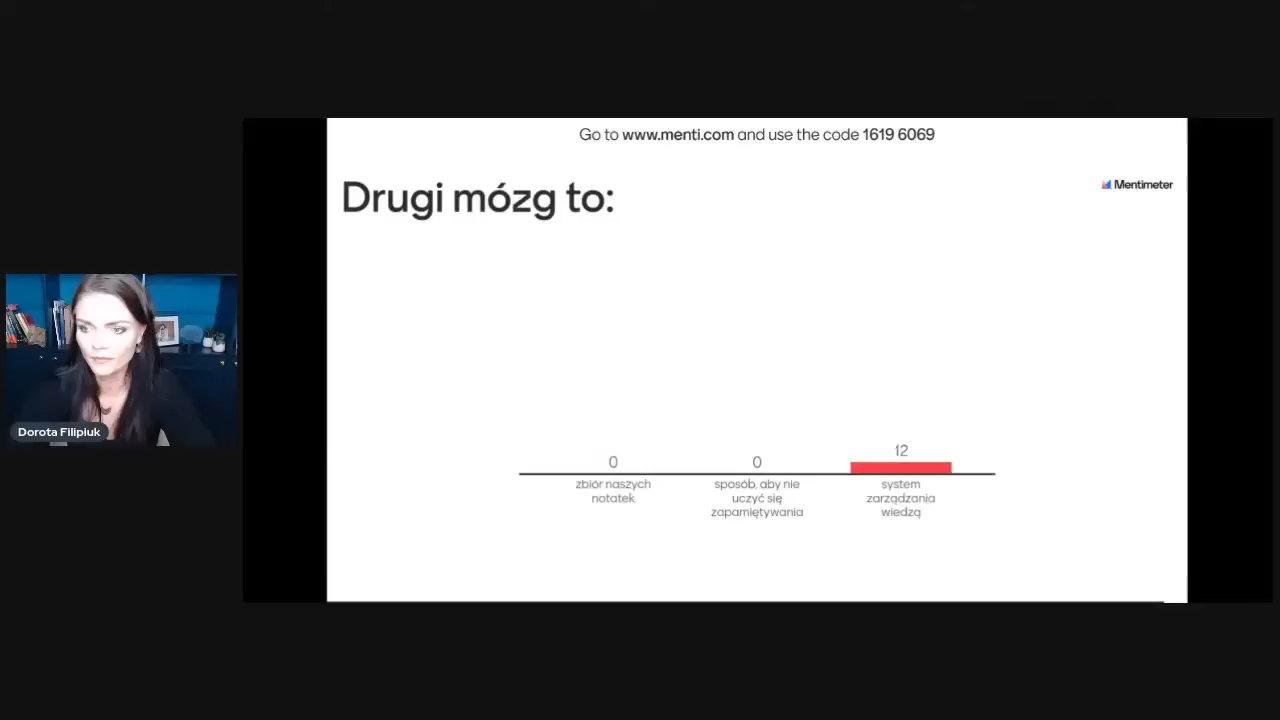 Go to www.menti.com and use the code 1619 6069
Mentimeter
Drugi mózg to:
Dorota Filipiuk
0
0
12
zbiór naszych
notatek
sposób, aby nie
uczyć się
zapamiętywania
system
zarządzania
wiedzą